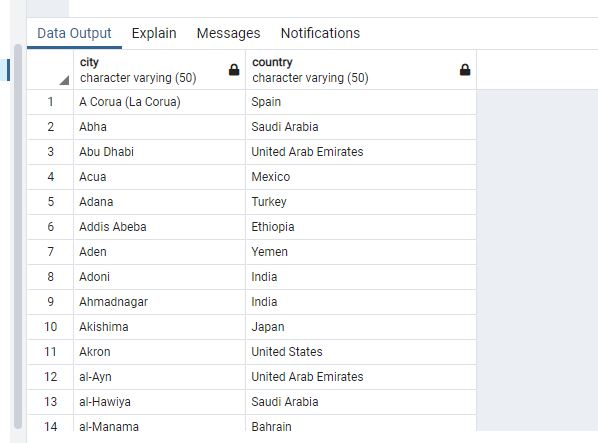 Data Output Explain Messages Notifications
city country
character varying (50) character varying (50)
1 A Corua (La Corua) Spain
2 Abha Saudi Arabia
3 Abu Dhabi United Arab Emirates
4 Acua Mexico
5 Adana Turkey
6 Addis Abeba Ethiopia
7 Aden Yemen
8 Adoni India
9 Ahmadnagar India
10 Akishima Japan
11 Akron United States
12 al-Ayn United Arab Emirates
13 al-Hawiya Saudi Arabia
14 al-Manama Bahrain